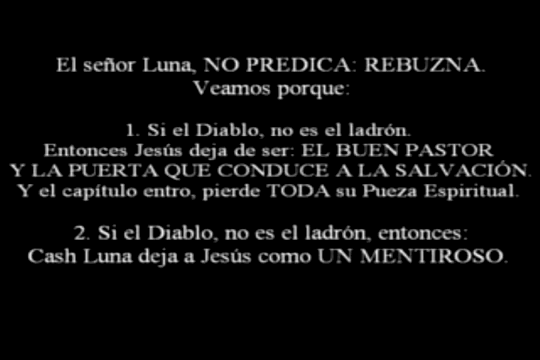 El señor Luna, NO PREDICA: REBUZNA.
Veamos porque:
1. Si el Diablo, no es el ladrón.
Entonces Jesús deja de ser: EL BUEN PASTOR
Y LA PUERTA QUE CONDUCE A LA SALVACIÓN.
Y el capítulo entro, pierde TODA su Pueza Espiritual.
2. Si el Diablo, no es el ladrón, entonces:
Cash Luna deja a Jesús como UN MENTIROSO.